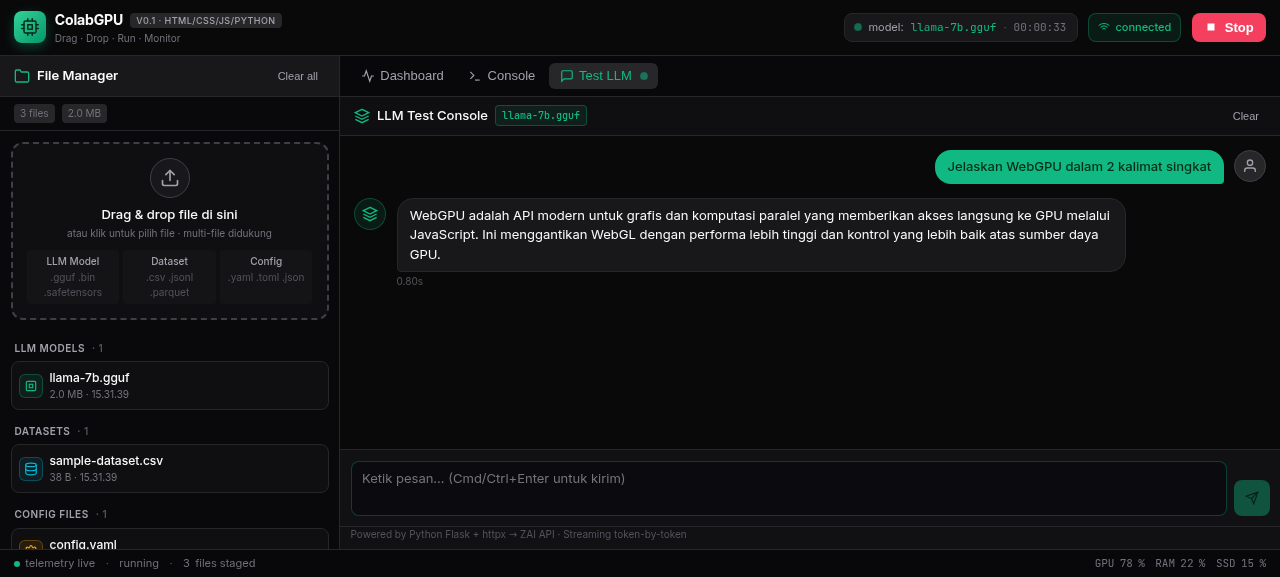 ColabGPU V0.1 · HTML/CSS/JS/PYTHON
Drag · Drop · Run · Monitor
model: llama-7b.gguf · 00:00:33
connected
Stop
File Manager
Clear all
3 files 2.0 MB
Drag & drop file di sini
atau klik untuk pilih file · multi-file didukung
LLM Model
.gguf .bin
.safetensors
Dataset
.csv .jsonl
.parquet
Config
.yaml .toml .json
LLM MODELS · 1
llama-7b.gguf
2.0 MB · 15.31.39
DATASETS · 1
sample-dataset.csv
38 B · 15.31.39
CONFIG FILES · 1
config.yaml
Dashboard Console Test LLM
LLM Test Console llama-7b.gguf
Clear
Jelaskan WebGPU dalam 2 kalimat singkat
WebGPU adalah API modern untuk grafis dan komputasi paralel yang memberikan akses langsung ke GPU melalui
JavaScript. Ini menggantikan WebGL dengan performa lebih tinggi dan kontrol yang lebih baik atas sumber daya
GPU.
0.80s
Ketik pesan... (Cmd/Ctrl+Enter untuk kirim)
Powered by Python Flask + httpx → ZAI API · Streaming token-by-token
telemetry live · running · 3 files staged
GPU 78 % RAM 22 % SSD 15 %